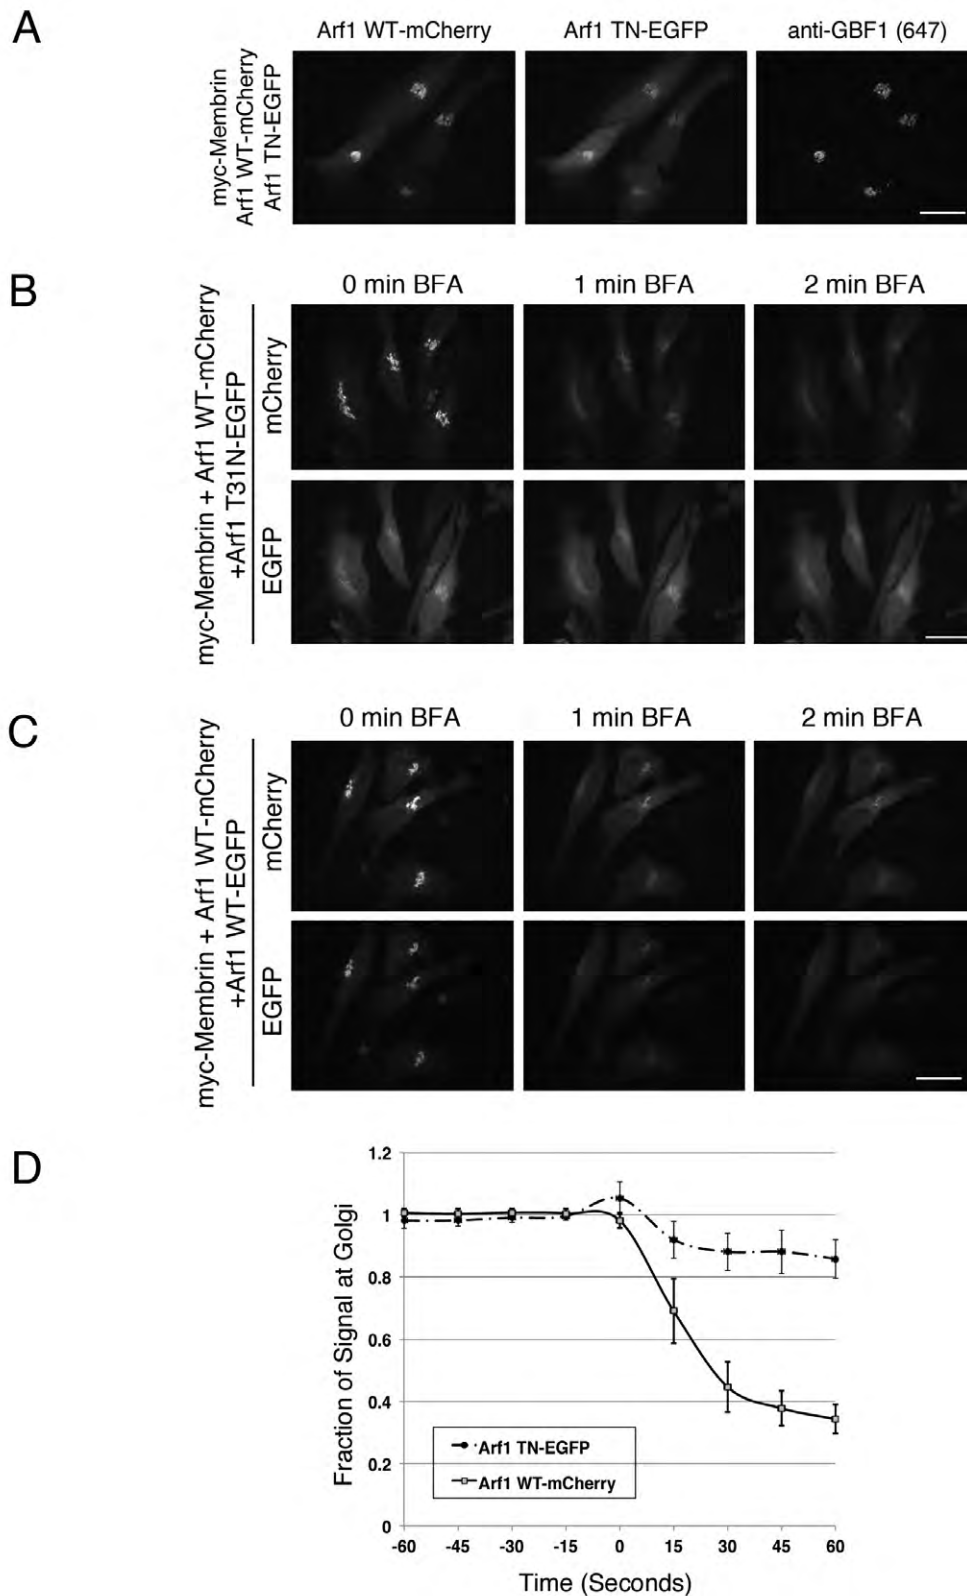 A
Arf1 WT-mCherry
Arf1 TN-EGFP
anti-GBF1 (647)
myc-Membrin
Arf1 WT-mCherry
Arf1 TN-EGFP
B
0 min BFA
1 min BFA
2 min BFA
myc-Membrin + Arf1 WT-mCherry
+Arf1 T31N-EGFP
mCherry
EGFP
C
0 min BFA
1 min BFA
2 min BFA
myc-Membrin + Arf1 WT-mCherry
+Arf1 WT-EGFP
mCherry
EGFP
D
Fraction of Signal at Golgi
1.2
1
0.8
0.6
0.4
0.2
0
Arf1 TN-EGFP
Arf1 WT-mCherry
-60 -45 -30 -15 0 15 30 45 60
Time (Seconds)